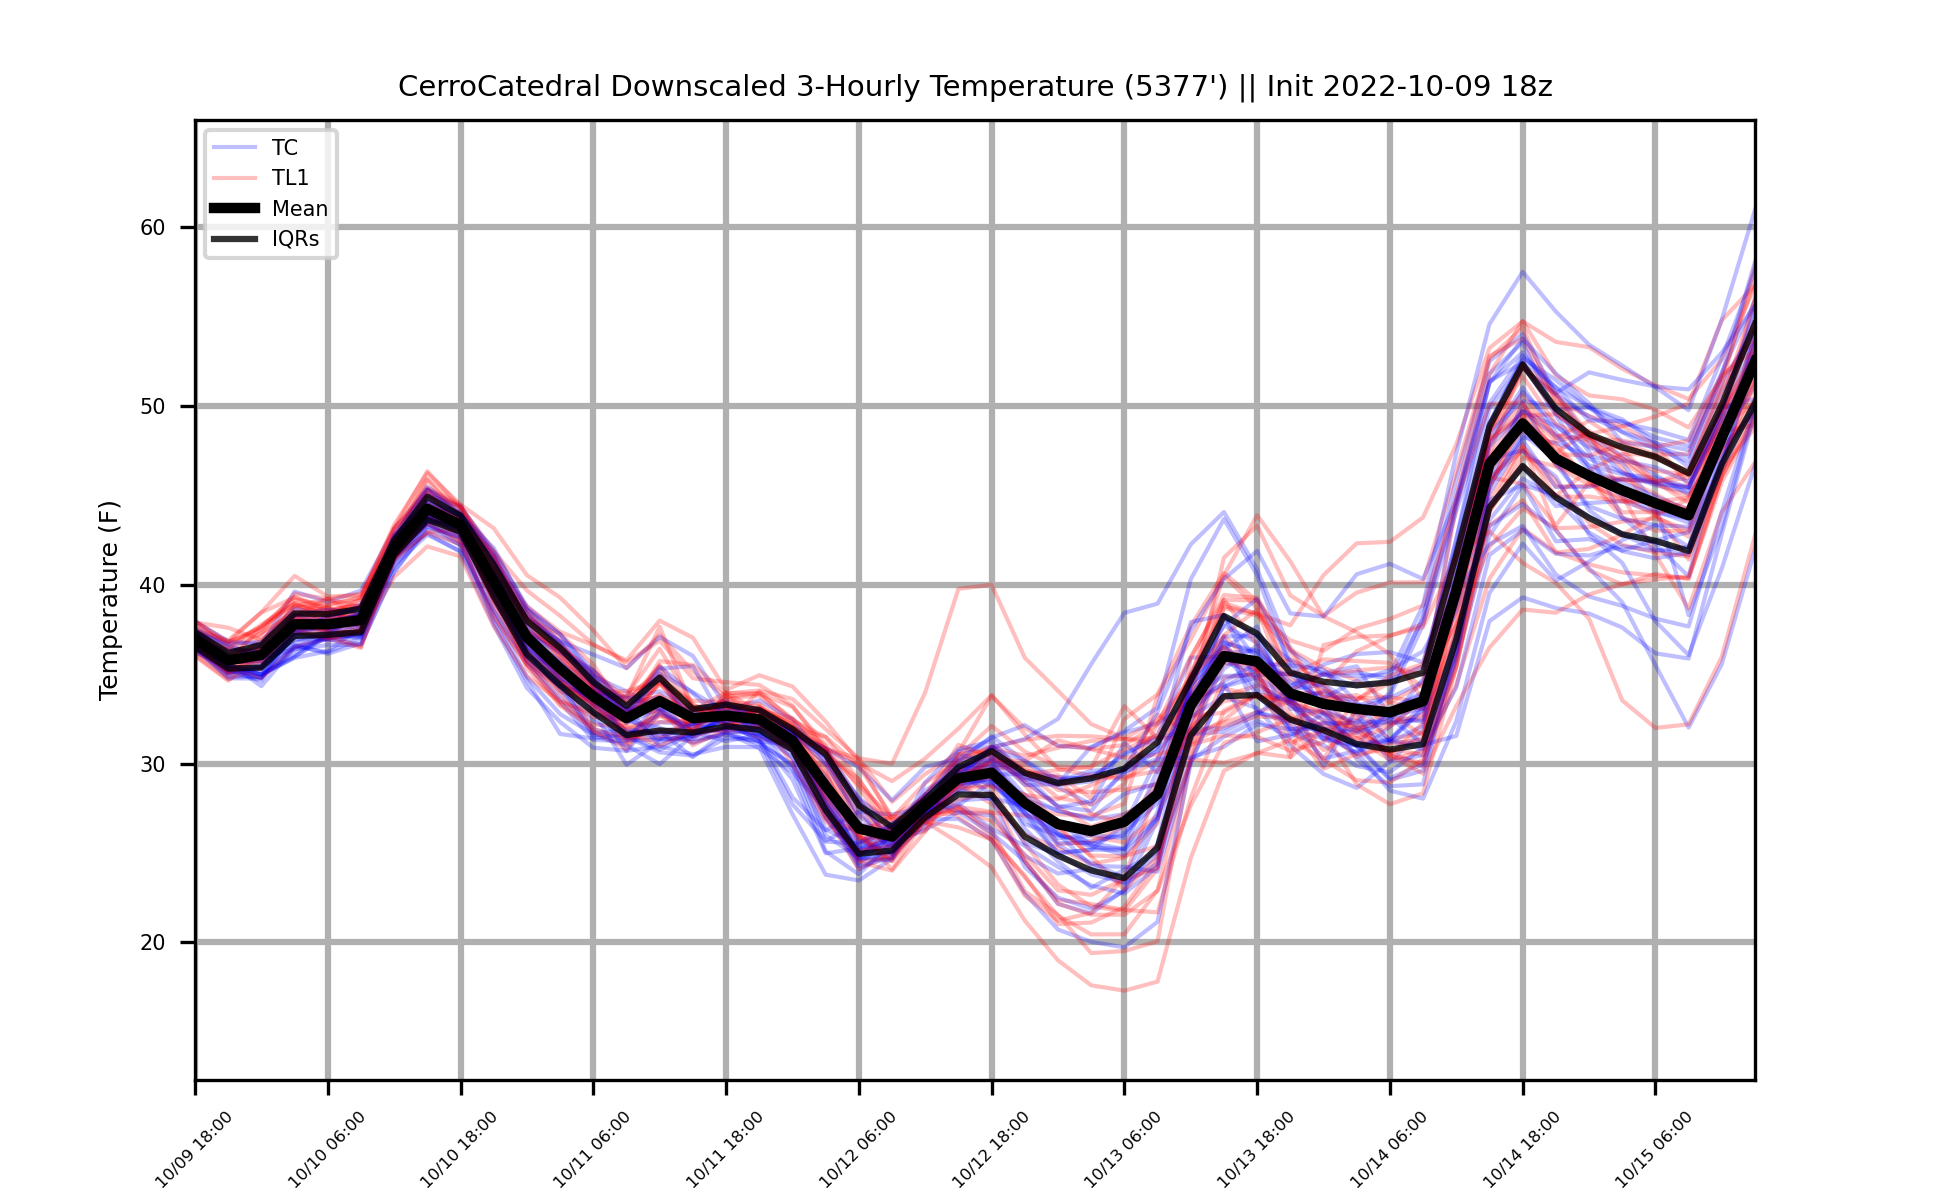 CerroCatedral Downscaled 3-Hourly Temperature (5377') || Init 2022-10-09 18z
TC
TL1
Mean
IQRs
Temperature (F)
60
50
40
30
20
10/09 18:00
10/10 06:00
10/10 18:00
10/11 06:00
10/11 18:00
10/12 06:00
10/12 18:00
10/13 06:00
10/13 18:00
10/14 06:00
10/14 18:00
10/15 06:00